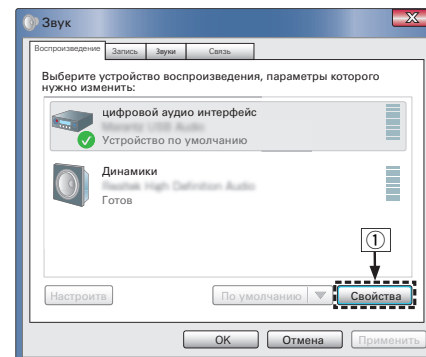 Звук
Воспроизведение Запись Звуки Связь
Выберите устройство воспроизведения, параметры которого
нужно изменить:
цифровой аудио интерфейс
Устройство по умолчанию
Динамики
Готов
1
Настроитв По умолчанию Свойства
OK Отмена Применить